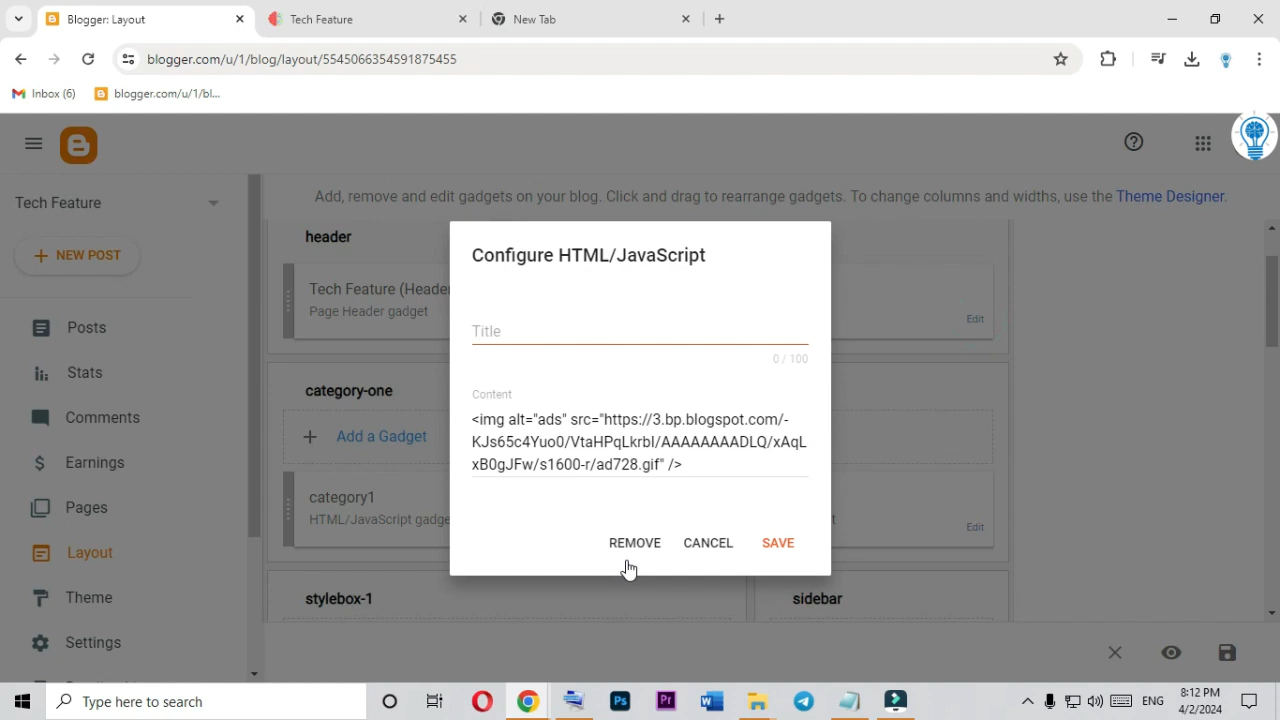 Blogger: Layout
Tech Feature
New Tab
blogger.com/u/1/blog/layout/5545066354591875455
Inbox (6)
blogger.com/u/1/bl...
Tech Feature
Add, remove and edit gadgets on your blog. Click and drag to rearrange gadgets. To change columns and widths, use the Theme Designer.
NEW POST
Posts
Stats
Comments
Earnings
Pages
Layout
Theme
Settings
header
Tech Feature (Header
Page Header gadget
Edit
category-one
Add a Gadget
category1
HTML/JavaScript gadge
Edit
stylebox-1
sidebar
Configure HTML/JavaScript
Title
0 / 100
Content
<img alt="ads" src="https://3.bp.blogspot.com/-
KJs65c4Yuo0/VtaHPqLkrbI/AAAAAAAADLQ/xAqL
xB0gJFw/s1600-r/ad728.gif" />
REMOVE
CANCEL
SAVE
Type here to search
ENG
8:12 PM
4/2/2024